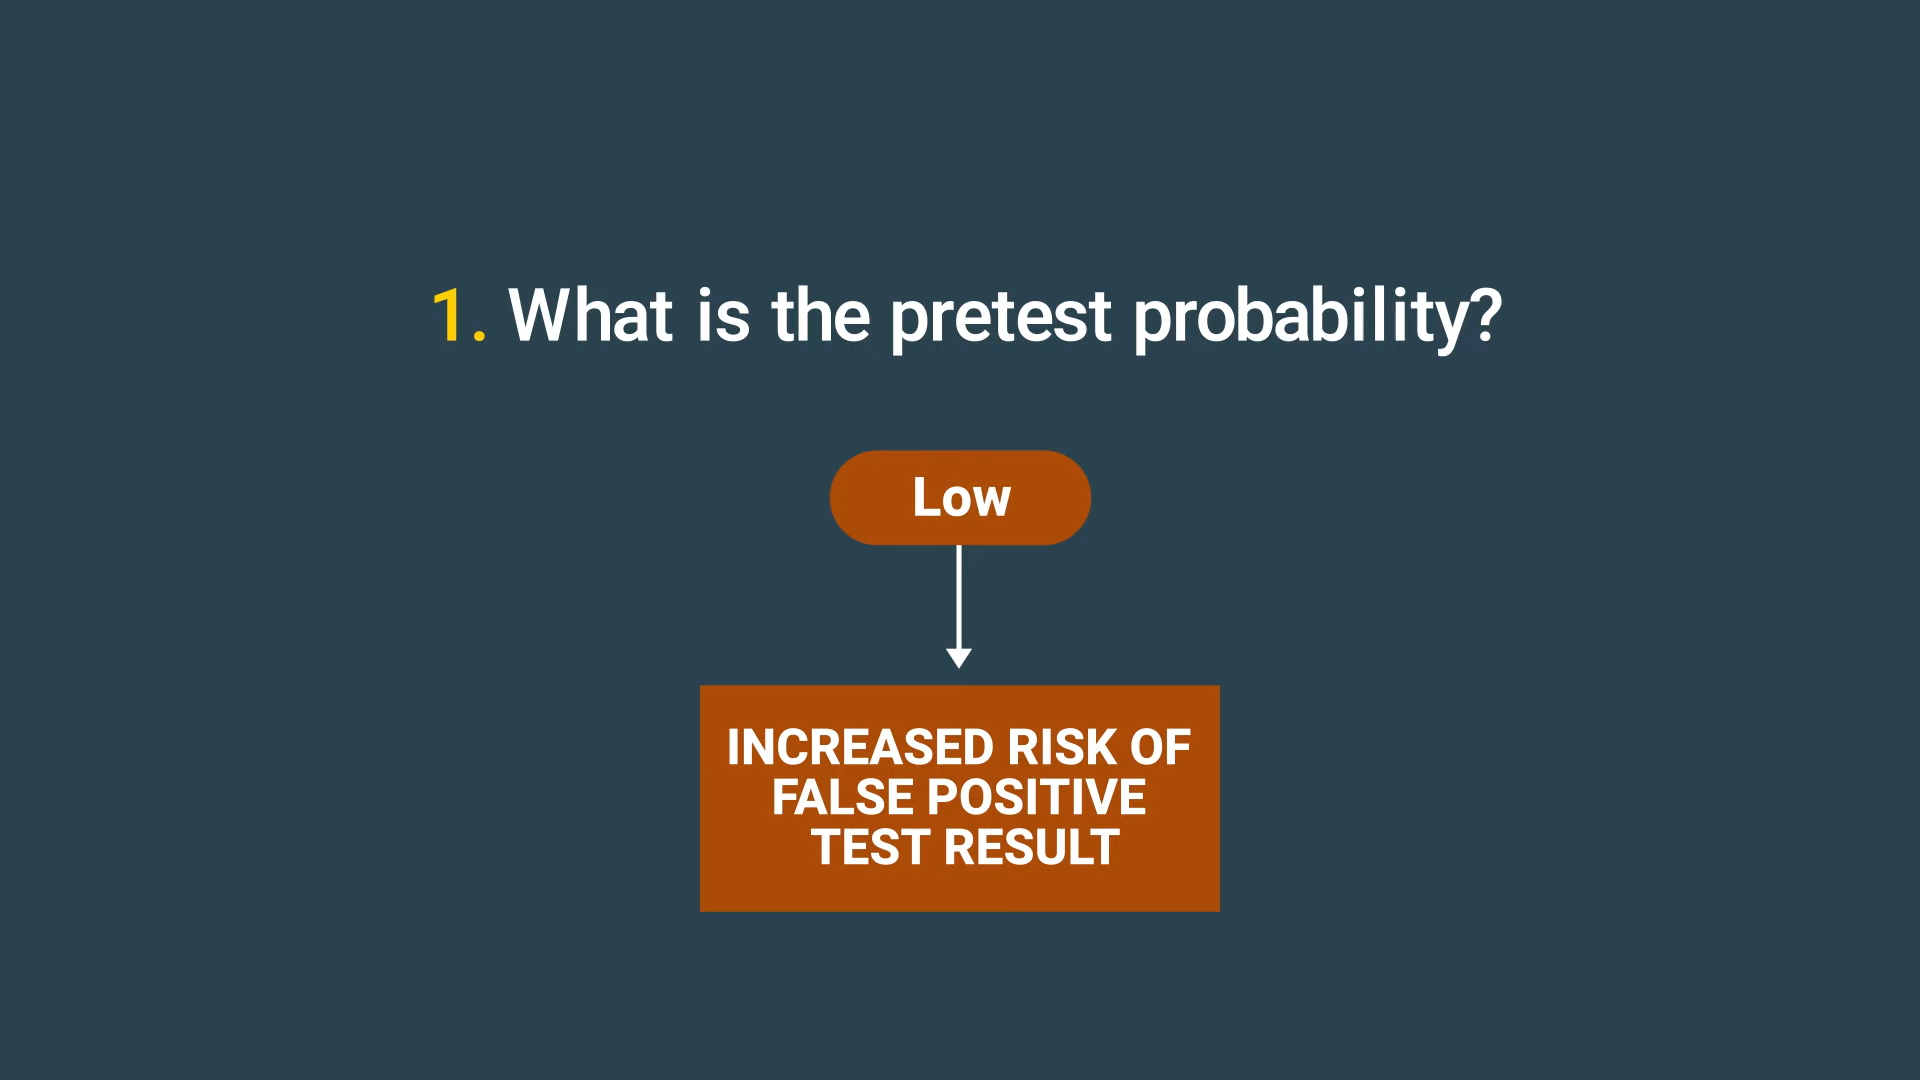 1. What is the pretest probability?
Low
INCREASED RISK OF
FALSE POSITIVE
TEST RESULT